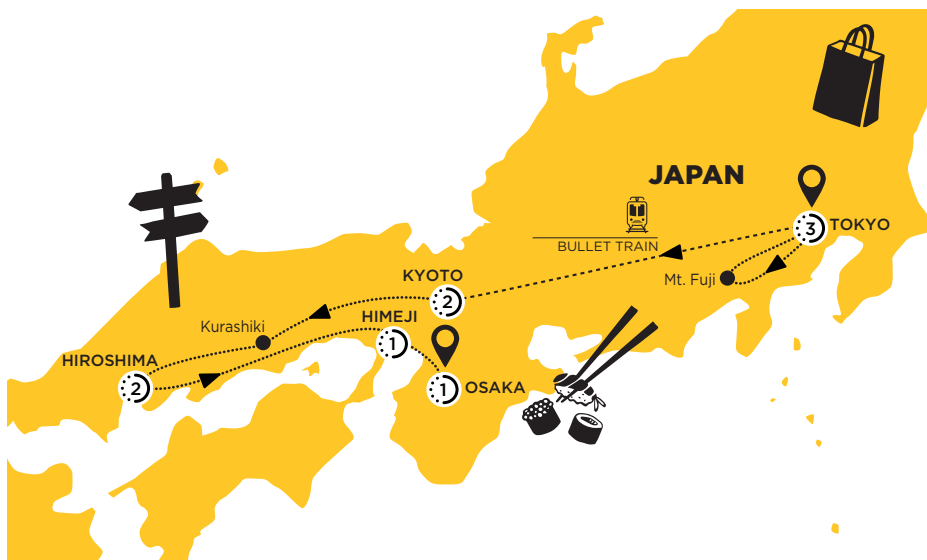 JAPAN
3
TOKYO
BULLET TRAIN
Mt. Fuji
KYOTO
2
HIMEJI
1
Kurashiki
HIROSHIMA
2
1
OSAKA